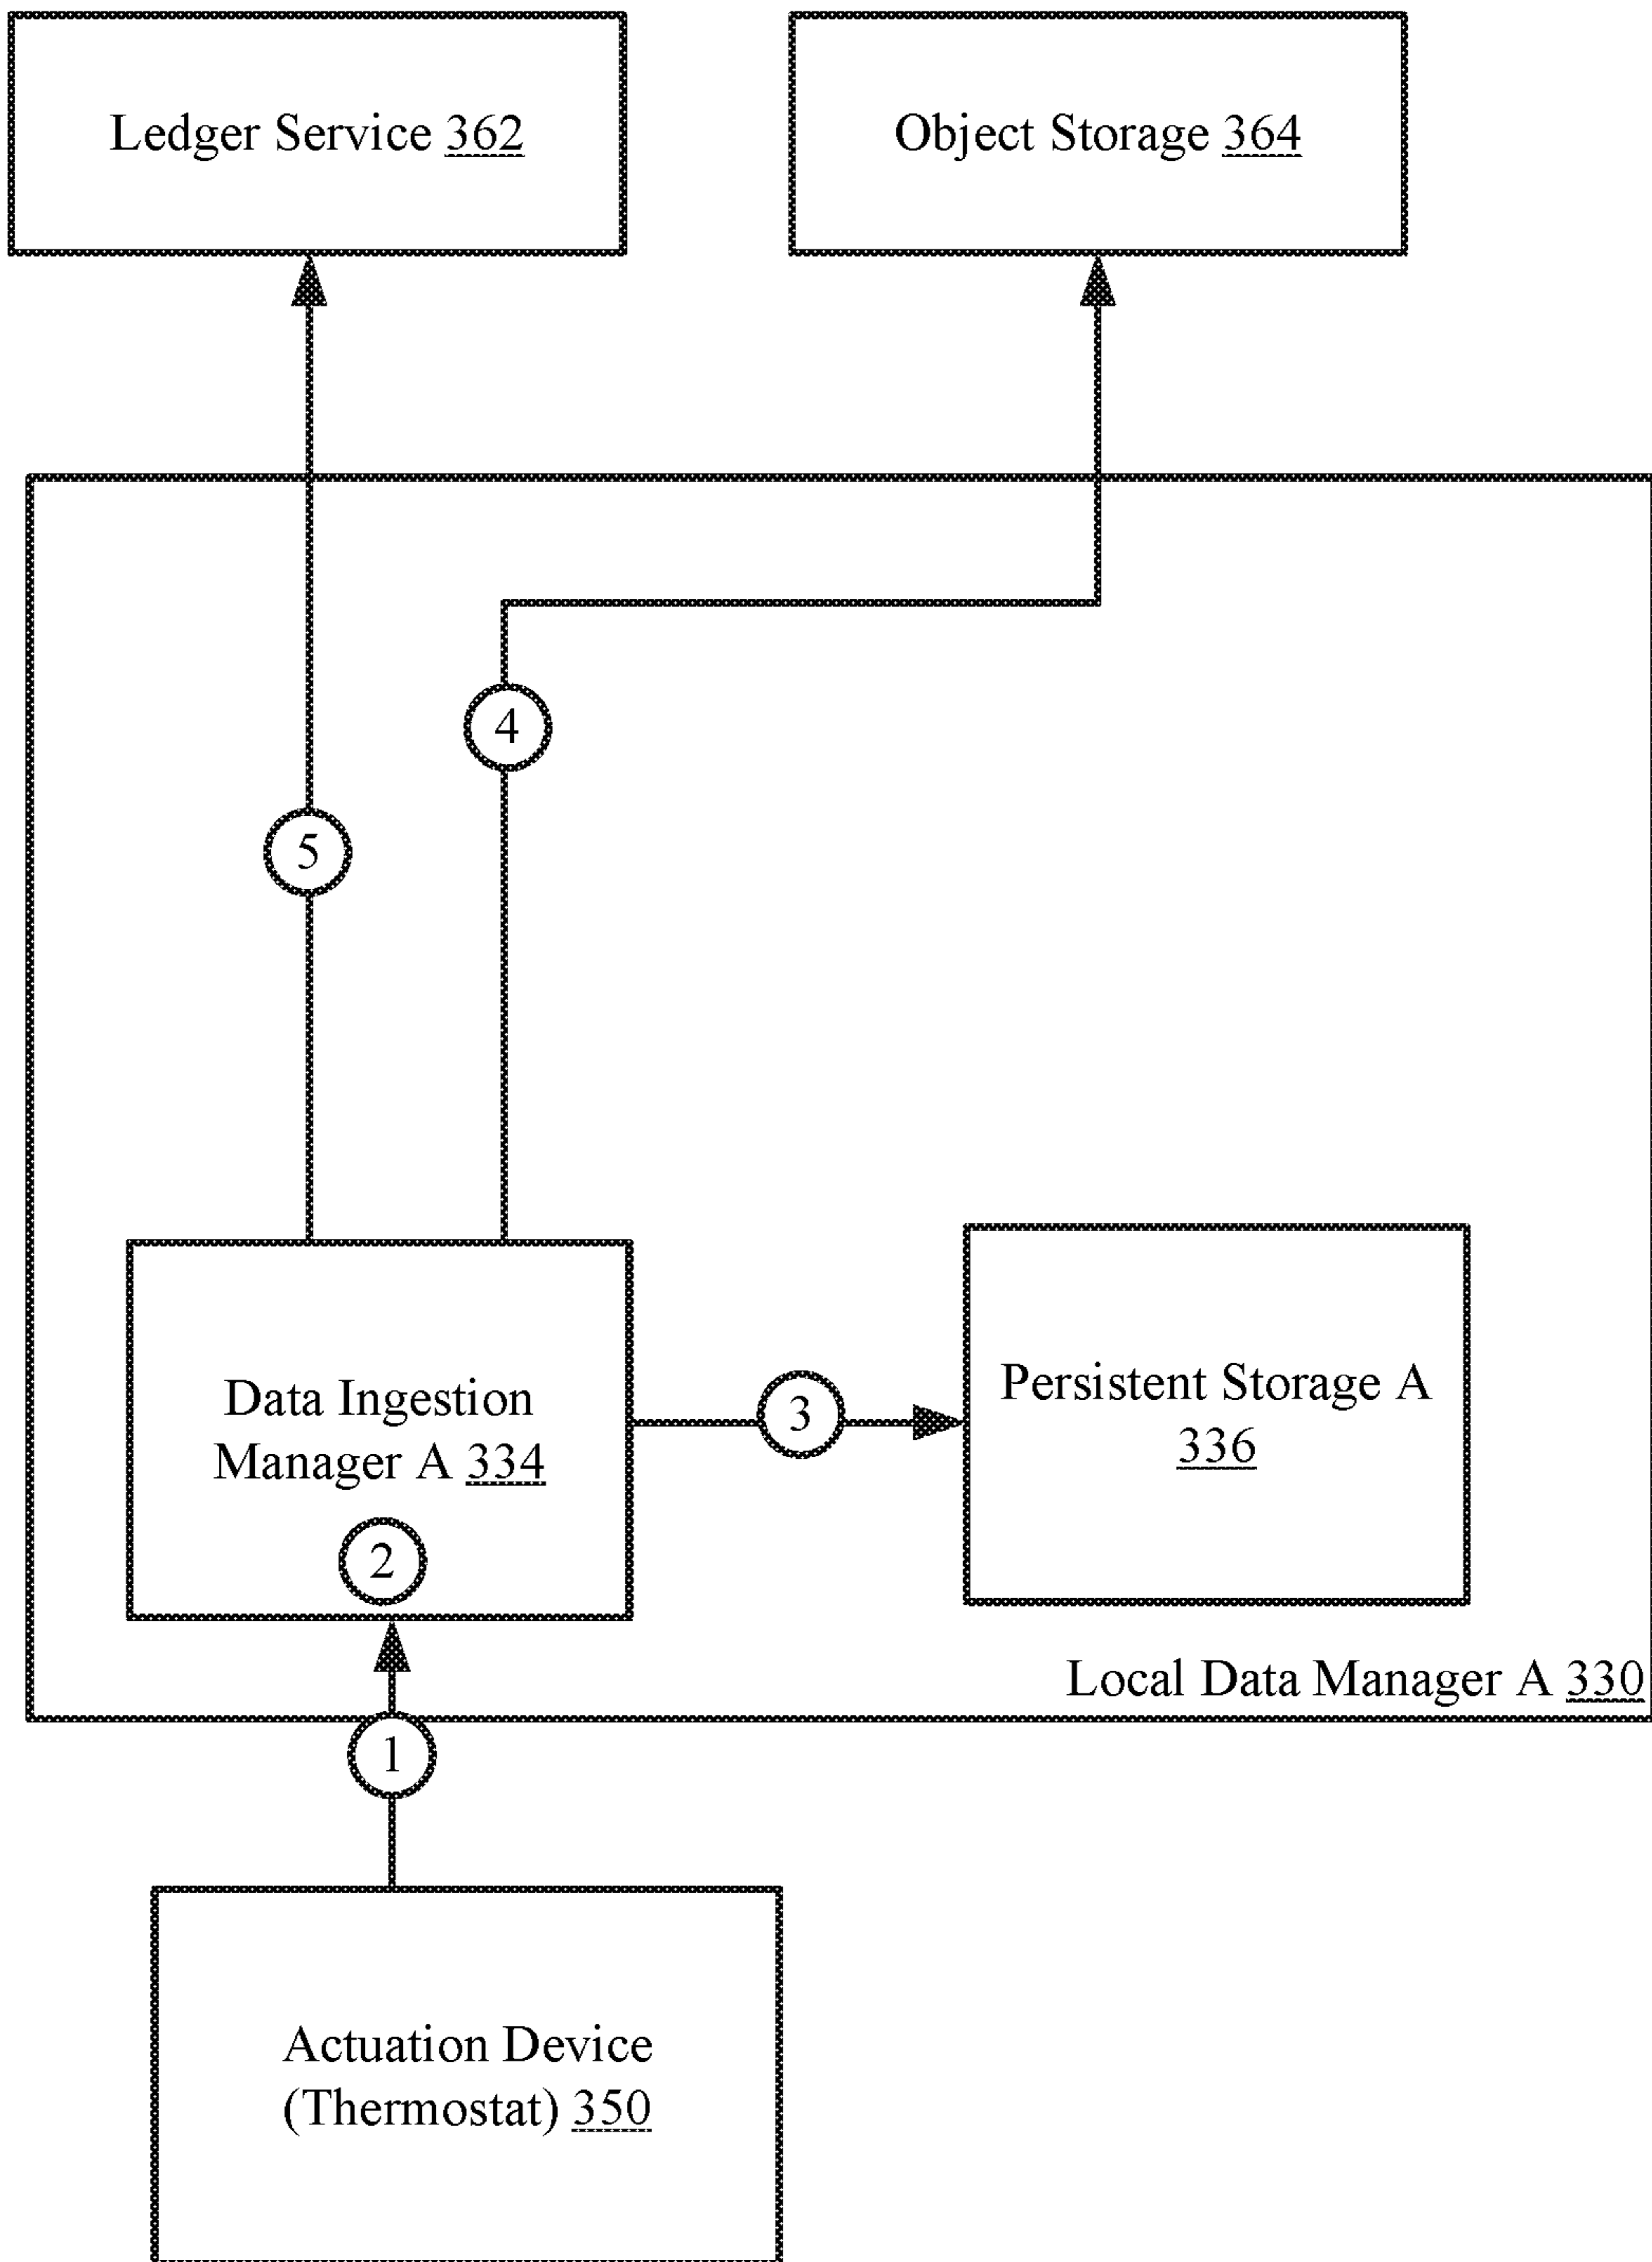 Ledger Service 362
Object Storage 364
4
5
Data Ingestion
Manager A 334
2
3
Persistent Storage A
336
Local Data Manager A 330
1
Actuation Device
(Thermostat) 350